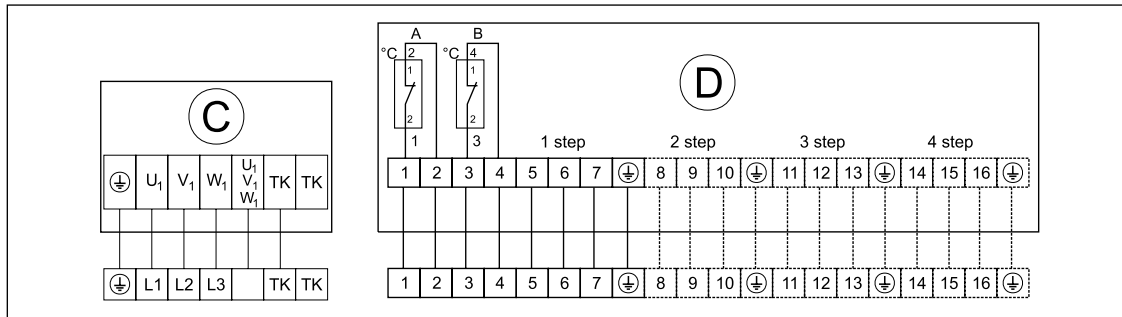 A B
°C 2 °C 4
1 1
2 2
1 3
C
D
1 step 2 step 3 step 4 step
U1 V1 W1 U1 V1 W1 TK TK
1 2 3 4 5 6 7 8 9 10 11 12 13 14 15 16
L1 L2 L3 TK TK
1 2 3 4 5 6 7 8 9 10 11 12 13 14 15 16